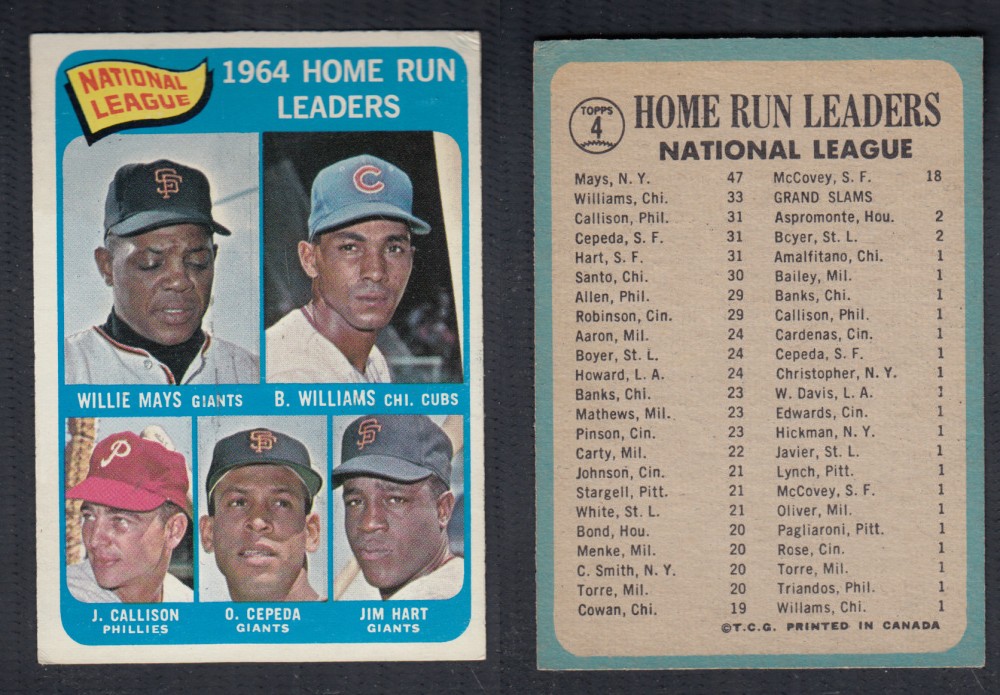 NATIONAL
LEAGUE
1964 HOME RUN
LEADERS
SF
C
WILLIE MAYS GIANTS
B. WILLIAMS CHI. CUBS
P
SF
SF
J. CALLISON
PHILLIES
O. CEPEDA
GIANTS
JIM HART
GIANTS
TOPPS
4
HOME RUN LEADERS
NATIONAL LEAGUE
Mays, N. Y. 47
Williams, Chi. 33
Callison, Phil. 31
Cepeda, S. F. 31
Hart, S. F. 31
Santo, Chi. 30
Allen, Phil. 29
Robinson, Cin. 29
Aaron, Mil. 24
Boyer, St. L. 24
Howard, L. A. 24
Banks, Chi. 23
Mathews, Mil. 23
Pinson, Cin. 23
Carty, Mil. 22
Johnson, Cin. 21
Stargell, Pitt. 21
White, St. L. 21
Bond, Hou. 20
Menke, Mil. 20
C. Smith, N. Y. 20
Torre, Mil. 20
Cowan, Chi. 19
McCovey, S. F. 18
GRAND SLAMS
Aspromonte, Hou. 2
Boyer, St. L. 2
Amalfitano, Chi. 1
Bailey, Mil. 1
Banks, Chi. 1
Callison, Phil. 1
Cardenas, Cin. 1
Cepeda, S. F. 1
Christopher, N. Y. 1
W. Davis, L. A. 1
Edwards, Cin. 1
Hickman, N. Y. 1
Javier, St. L. 1
Lynch, Pitt. 1
McCovey, S. F. 1
Oliver, Mil. 1
Pagliaroni, Pitt. 1
Rose, Cin. 1
Torre, Mil. 1
Triandos, Phil. 1
Willams, Chi. 1
©T.C.G. PRINTED IN CANADA